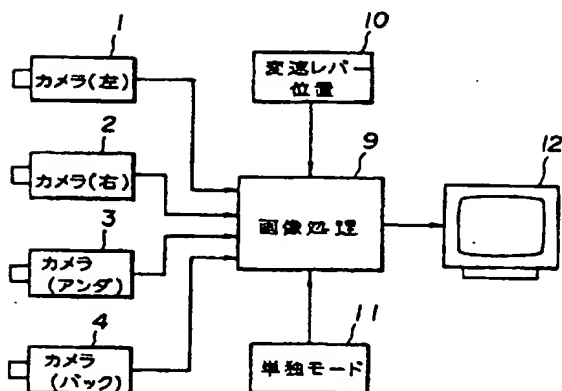 1
カメラ(左)
2
カメラ(右)
3
カメラ
(アンダ)
4
カメラ
(バック)
10
変速レバー
位置
9
画像処理
11
単独モード
12